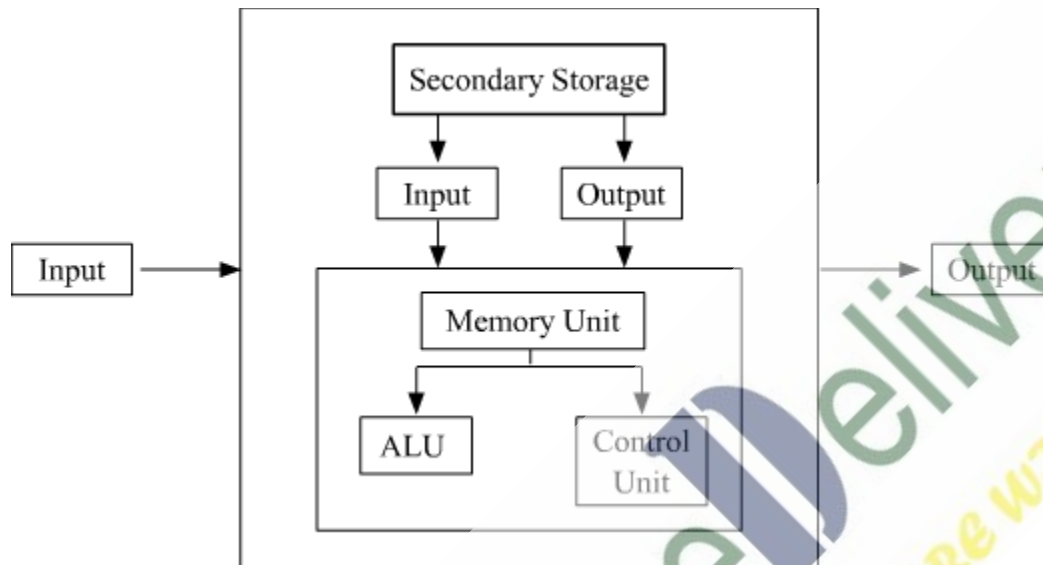 Secondary Storage
Input
Output
Input
Output
Memory Unit
ALU
Control
Unit